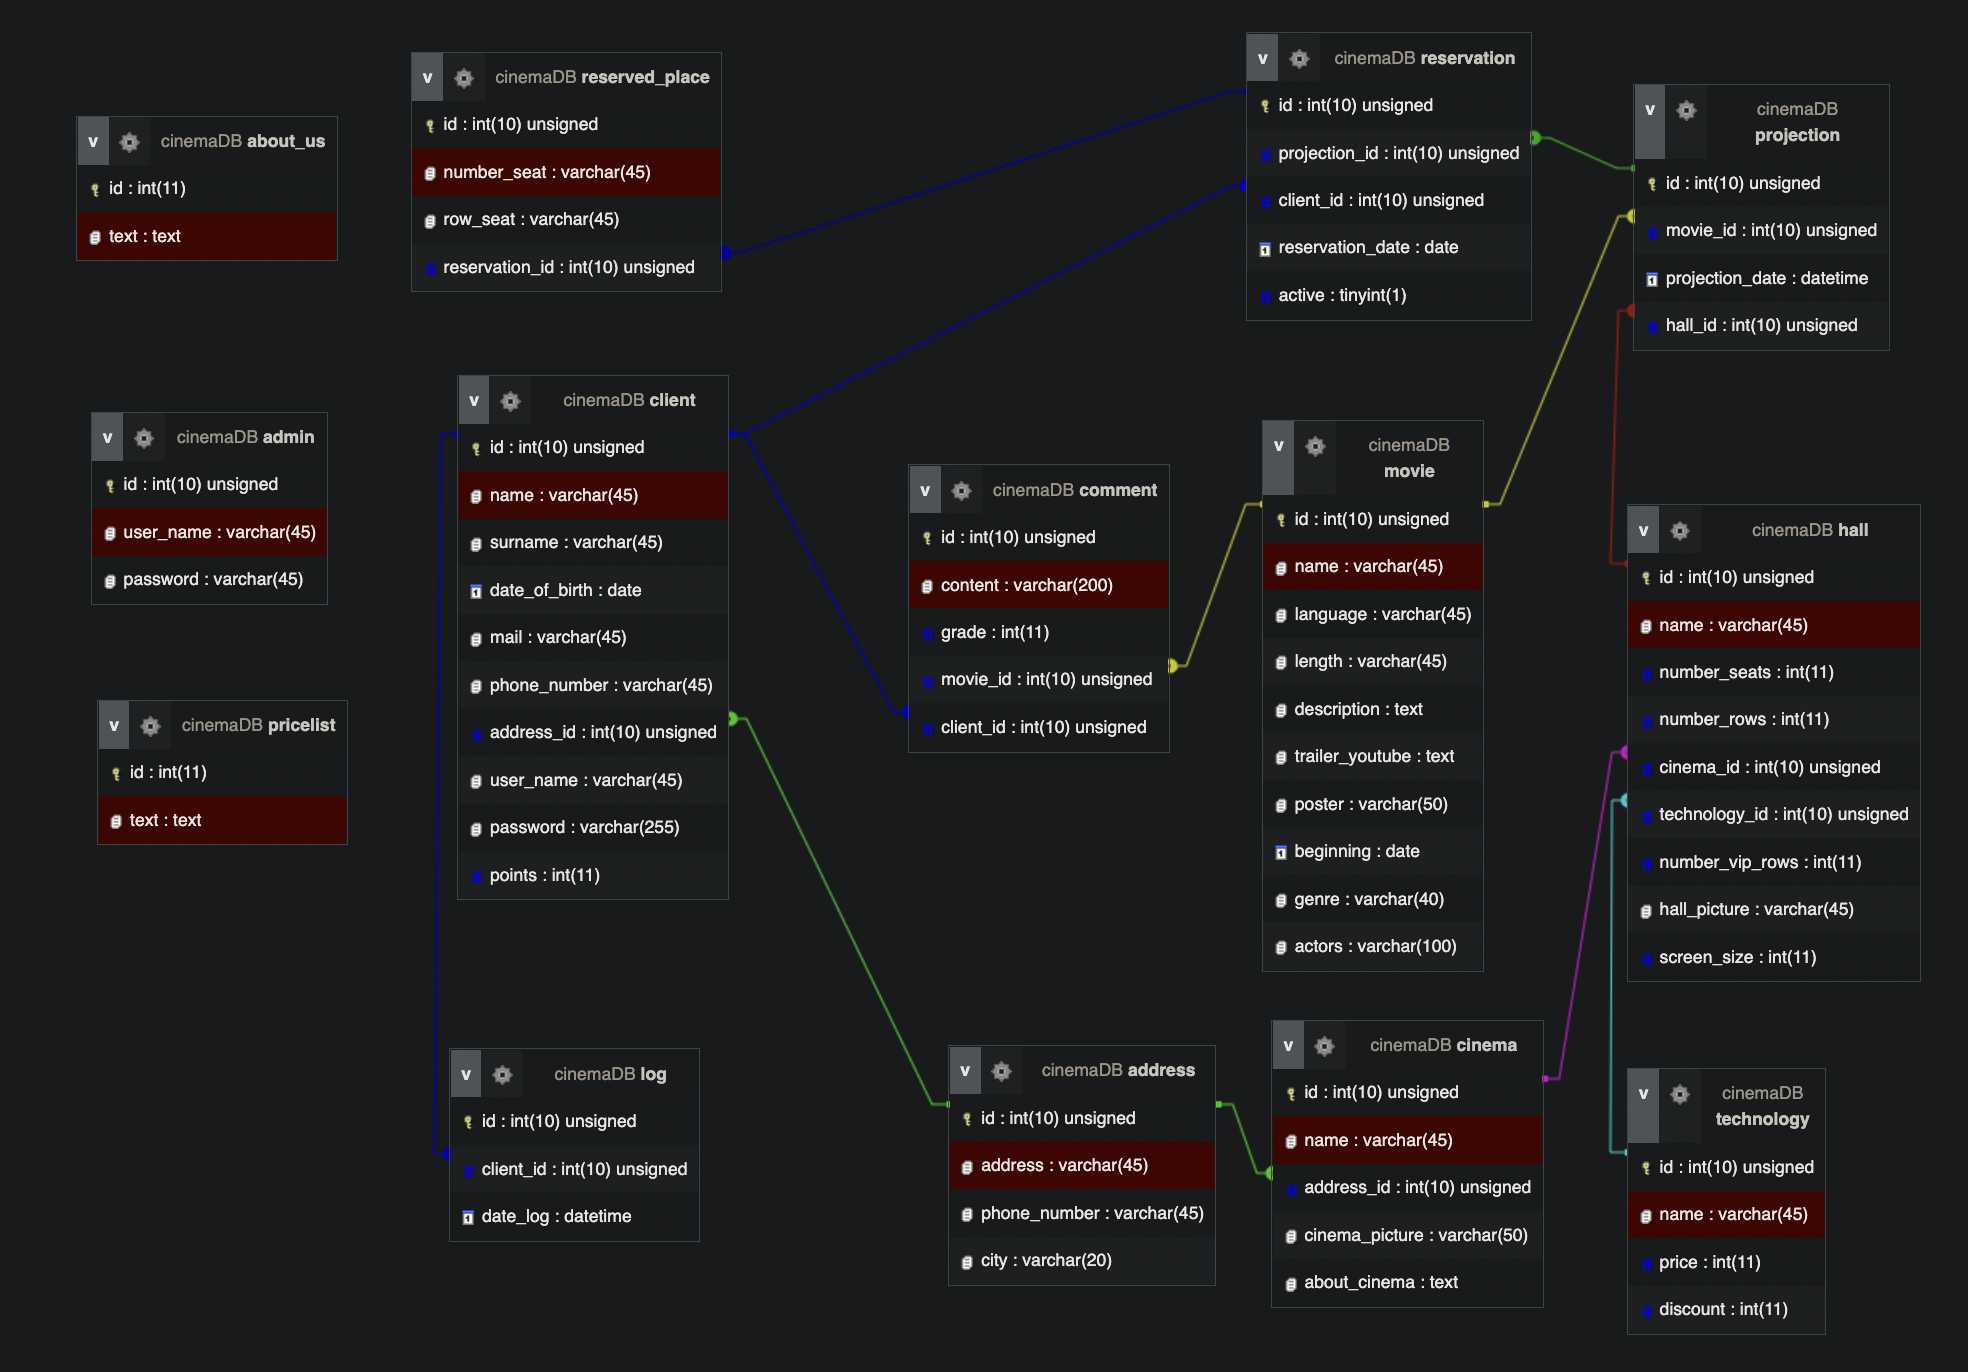 v cinemaDB about_us
id : int(11)
text : text
v cinemaDB reserved_place
id : int(10) unsigned
number_seat : varchar(45)
row_seat : varchar(45)
reservation_id : int(10) unsigned
v cinemaDB reservation
id : int(10) unsigned
projection_id : int(10) unsigned
client_id : int(10) unsigned
reservation_date : date
active : tinyint(1)
v cinemaDB
projection
id : int(10) unsigned
movie_id : int(10) unsigned
projection_date : datetime
hall_id : int(10) unsigned
v cinemaDB admin
id : int(10) unsigned
user_name : varchar(45)
password : varchar(45)
v cinemaDB client
id : int(10) unsigned
name : varchar(45)
surname : varchar(45)
date_of_birth : date
mail : varchar(45)
phone_number : varchar(45)
address_id : int(10) unsigned
user_name : varchar(45)
password : varchar(255)
points : int(11)
v cinemaDB comment
id : int(10) unsigned
content : varchar(200)
grade : int(11)
movie_id : int(10) unsigned
client_id : int(10) unsigned
v cinemaDB
movie
id : int(10) unsigned
name : varchar(45)
language : varchar(45)
length : varchar(45)
description : text
trailer_youtube : text
poster : varchar(50)
beginning : date
genre : varchar(40)
actors : varchar(100)
v cinemaDB hall
id : int(10) unsigned
name : varchar(45)
number_seats : int(11)
number_rows : int(11)
cinema_id : int(10) unsigned
technology_id : int(10) unsigned
number_vip_rows : int(11)
hall_picture : varchar(45)
screen_size : int(11)
v cinemaDB pricelist
id : int(11)
text : text
v cinemaDB log
id : int(10) unsigned
client_id : int(10) unsigned
date_log : datetime
v cinemaDB address
id : int(10) unsigned
address : varchar(45)
phone_number : varchar(45)
city : varchar(20)
v cinemaDB cinema
id : int(10) unsigned
name : varchar(45)
address_id : int(10) unsigned
cinema_picture : varchar(50)
about_cinema : text
v cinemaDB
technology
id : int(10) unsigned
name : varchar(45)
price : int(11)
discount : int(11)